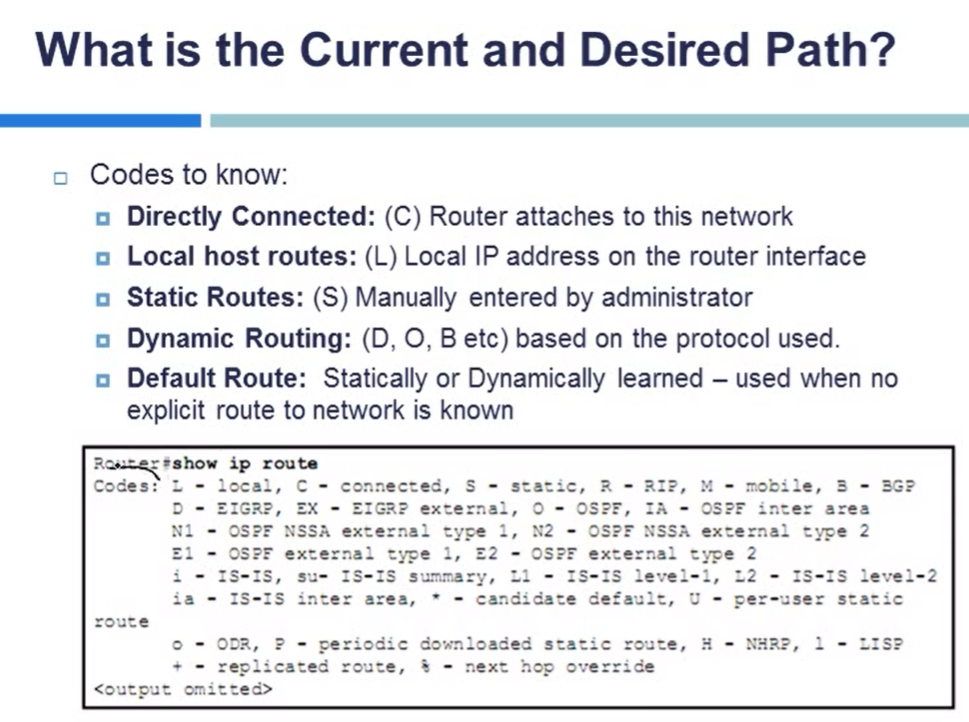 What is the Current and Desired Path?
Codes to know:
Directly Connected: (C) Router attaches to this network
Local host routes: (L) Local IP address on the router interface
Static Routes: (S) Manually entered by administrator
Dynamic Routing: (D, O, B etc) based on the protocol used.
Default Route: Statically or Dynamically learned – used when no
explicit route to network is known
Router#show ip route
Codes: L - local, C - connected, S - static, R - RIP, M - mobile, B - BGP
D - EIGRP, EX - EIGRP external, O - OSPF, IA - OSPF inter area
N1 - OSPF NSSA external type 1, N2 - OSPF NSSA external type 2
E1 - OSPF external type 1, E2 - OSPF external type 2
i - IS-IS, su- IS-IS summary, L1 - IS-IS level-1, L2 - IS-IS level-2
ia - IS-IS inter area, * - candidate default, U - per-user static
route
o - ODR, P - periodic downloaded static route, H - NHRP, l - LISP
+ - replicated route, % - next hop override
<output omitted>